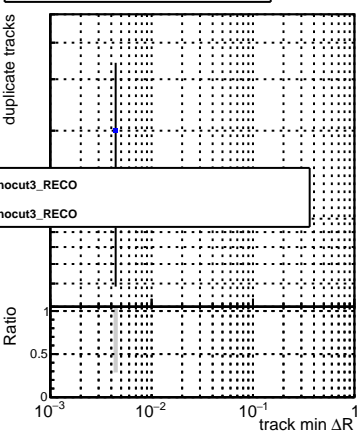 duplicate tracks
nocut3_RECO
nocut3_RECO
Ratio
1
0.5
0
10⁻³ 10⁻² 10⁻¹ 1
track min ΔR